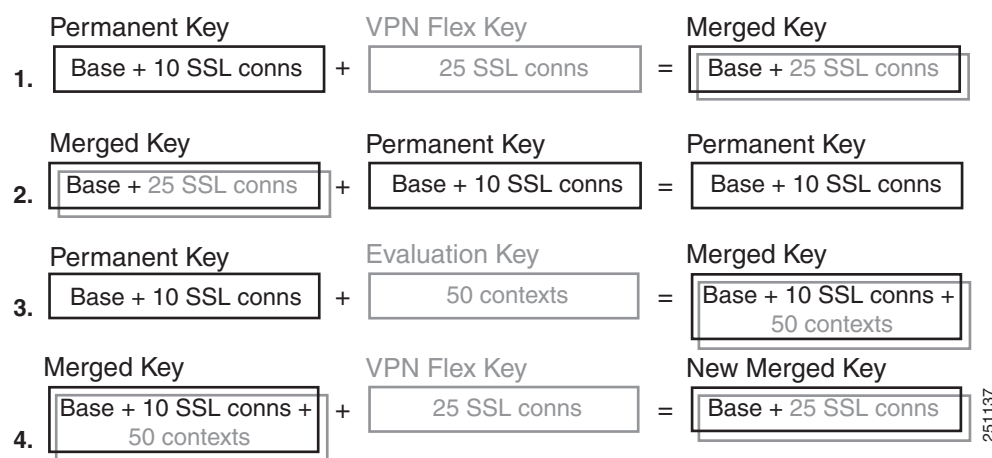 Permanent Key VPN Flex Key Merged Key
1. Base + 10 SSL conns + 25 SSL conns = Base + 25 SSL conns
Merged Key Permanent Key Permanent Key
2. Base + 25 SSL conns + Base + 10 SSL conns = Base + 10 SSL conns
Permanent Key Evaluation Key Merged Key
3. Base + 10 SSL conns + 50 contexts = Base + 10 SSL conns +
50 contexts
Merged Key VPN Flex Key New Merged Key
Base + 10 SSL conns + + 25 SSL conns = Base + 25 SSL conns
4. 50 contexts
251137